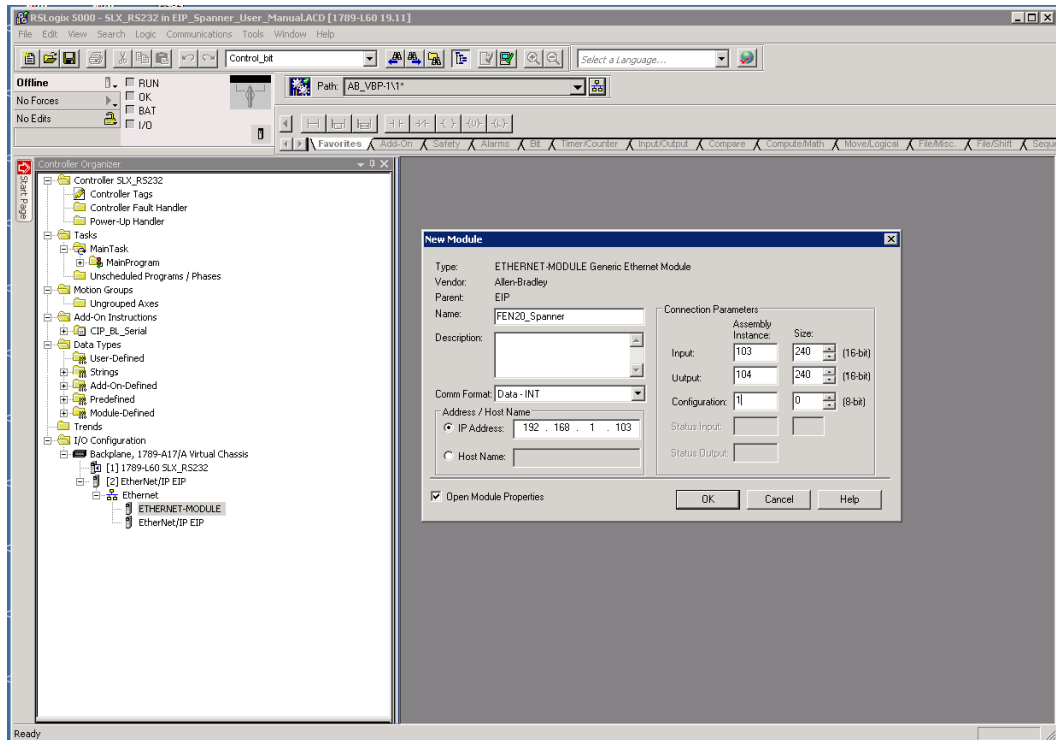 RSLogix 5000 - SLX_RS232 in EIP_Spanner_User_Manual.ACD [1789-L60 19.11]
File Edit View Search Logic Communications Tools Window Help
Control_bit
Select a Language...
Offline
RUN
No Forces
OK
No Edits
BAT
I/O
Path: AB_VBP-1\1*
Favorites Add-On Safety Alarms Bit Timer/Counter Input/Output Compare Compute/Math Move/Logical File/Misc. File/Shift Seque
Start Page
Controller Organizer
Controller SLX_RS232
Controller Tags
Controller Fault Handler
Power-Up Handler
Tasks
MainTask
MainProgram
Unscheduled Programs / Phases
Motion Groups
Ungrouped Axes
Add-On Instructions
CIP_BL_Serial
Data Types
User-Defined
Strings
Add-On-Defined
Predefined
Module-Defined
Trends
I/O Configuration
Backplane, 1789-A17/A Virtual Chassis
[1] 1789-L60 SLX_RS232
[2] EtherNet/IP EIP
Ethernet
ETHERNET-MODULE
EtherNet/IP EIP
New Module
Type: ETHERNET-MODULE Generic Ethernet Module
Vendor: Allen-Bradley
Parent: EIP
Name: FEN20_Spanner
Description:
Comm Format: Data - INT
Address / Host Name
IP Address: 192 . 168 . 1 . 103
Host Name:
Connection Parameters
Assembly Instance: Size:
Input: 103 240 (16-bit)
Output: 104 240 (16-bit)
Configuration: 1 0 (8-bit)
Status Input:
Status Output:
Open Module Properties
OK Cancel Help
Ready